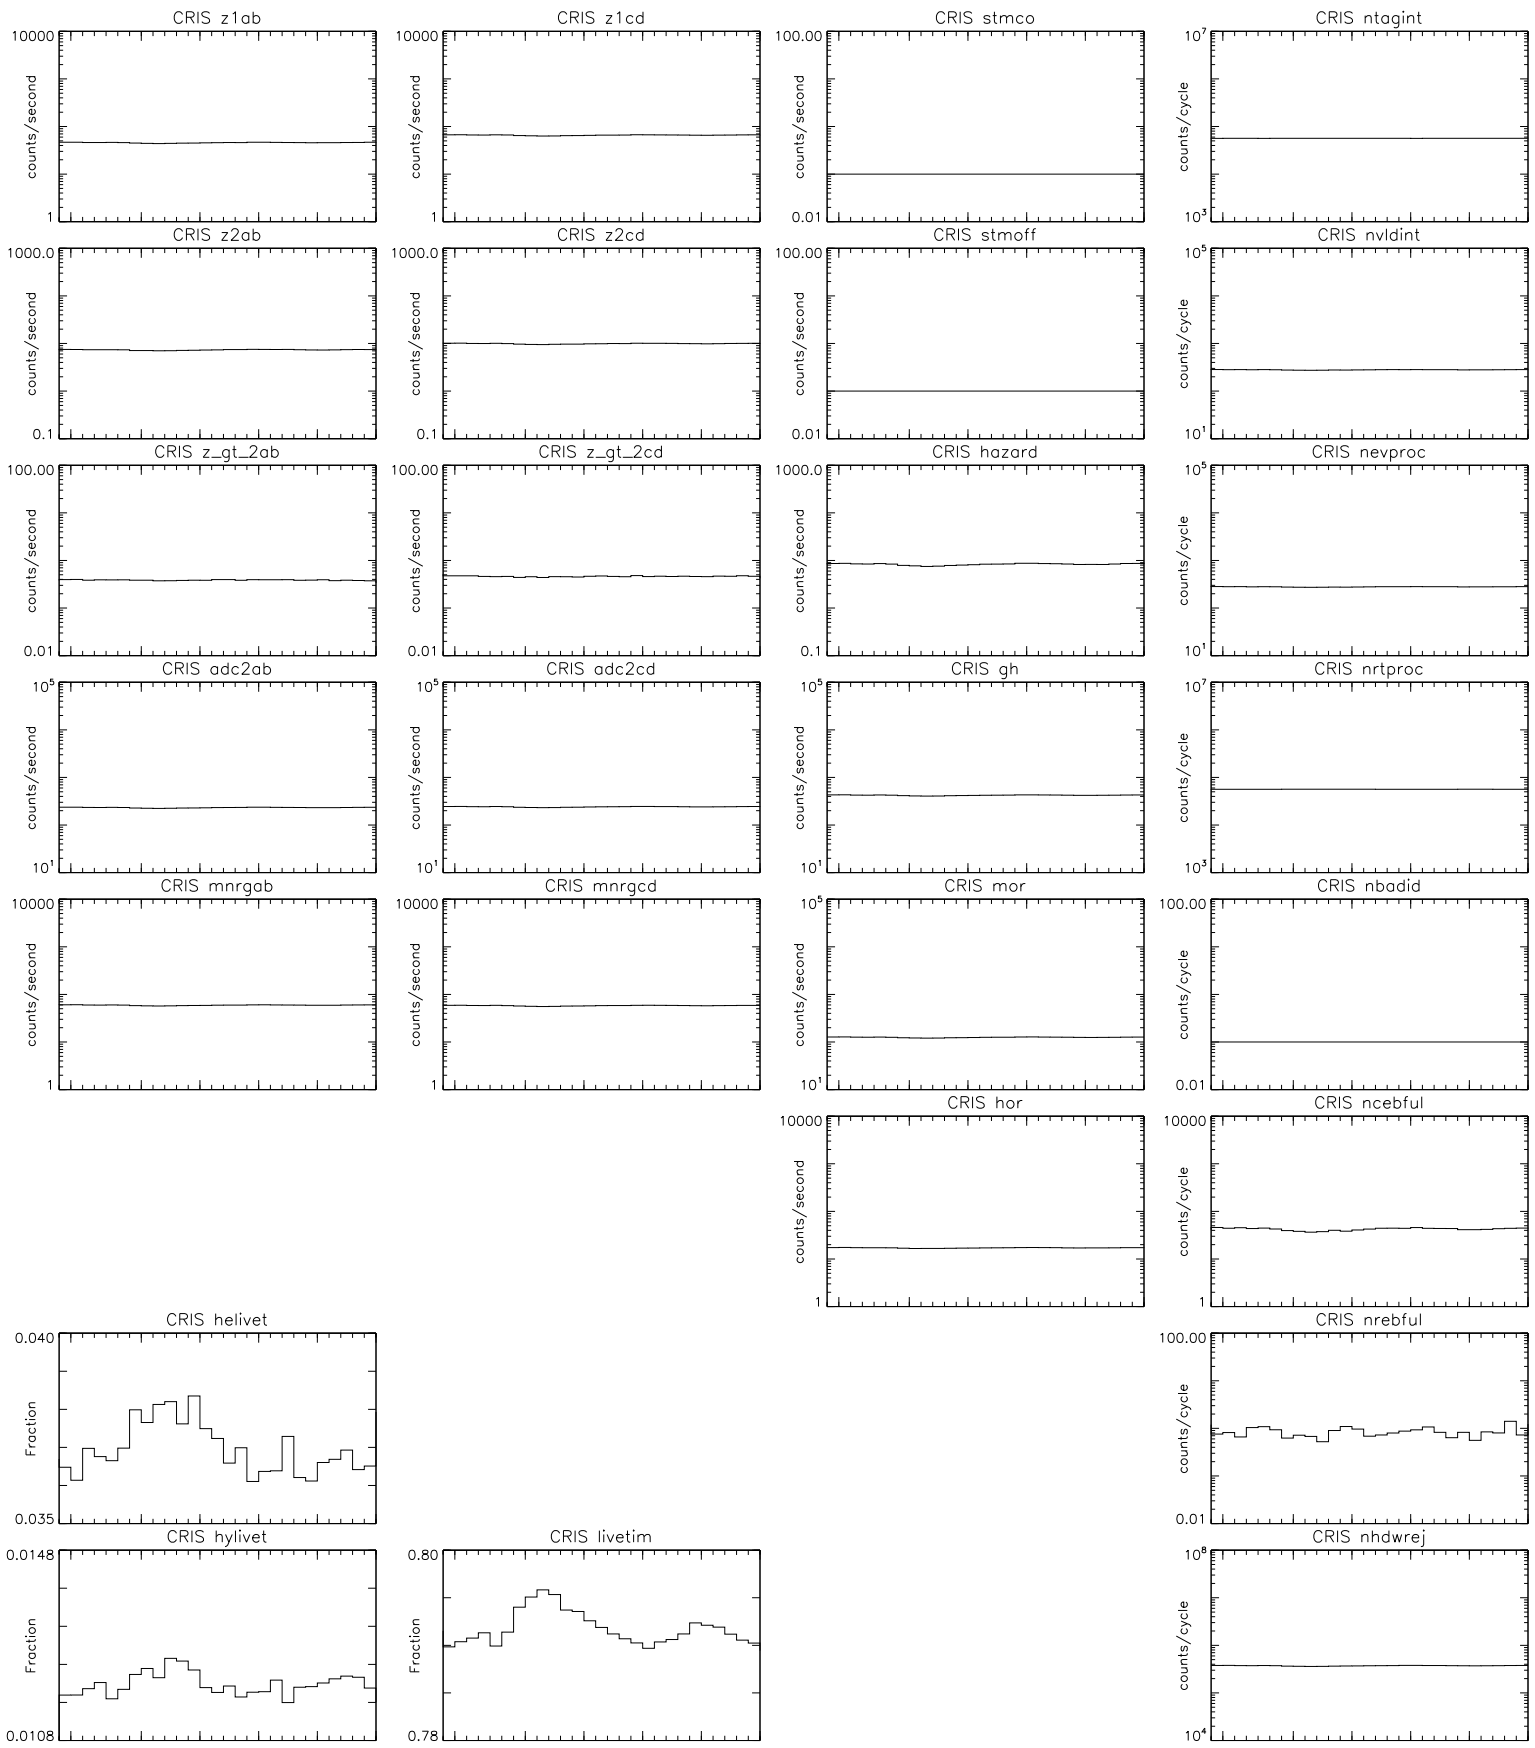 CRIS z1ab
10000
counts/second
1
CRIS z1cd
10000
counts/second
1
CRIS stmco
100.00
counts/second
0.01
CRIS ntagint
10⁷
counts/cycle
10³
CRIS z2ab
1000.0
counts/second
0.1
CRIS z2cd
1000.0
counts/second
0.1
CRIS stmoff
100.00
counts/second
0.01
CRIS nvldint
10⁵
counts/cycle
10¹
CRIS z_gt_2ab
100.00
counts/second
0.01
CRIS z_gt_2cd
100.00
counts/second
0.01
CRIS hazard
1000.0
counts/second
0.1
CRIS nevproc
10⁵
counts/cycle
10¹
CRIS adc2ab
10⁵
counts/second
10¹
CRIS adc2cd
10⁵
counts/second
10¹
CRIS gh
10⁵
counts/second
10¹
CRIS nrtproc
10⁷
counts/cycle
10³
CRIS mnrgab
10000
counts/second
1
CRIS mnrgcd
10000
counts/second
1
CRIS mor
10⁵
counts/second
10¹
CRIS nbadid
100.00
counts/cycle
0.01
CRIS hor
10000
counts/second
1
CRIS ncebful
10000
counts/cycle
1
CRIS helivet
0.040
Fraction
0.035
CRIS nrebful
100.00
counts/cycle
0.01
CRIS hylivet
0.0148
Fraction
0.0108
CRIS livetim
0.80
Fraction
0.78
CRIS nhdwrej
10⁸
counts/cycle
10⁴